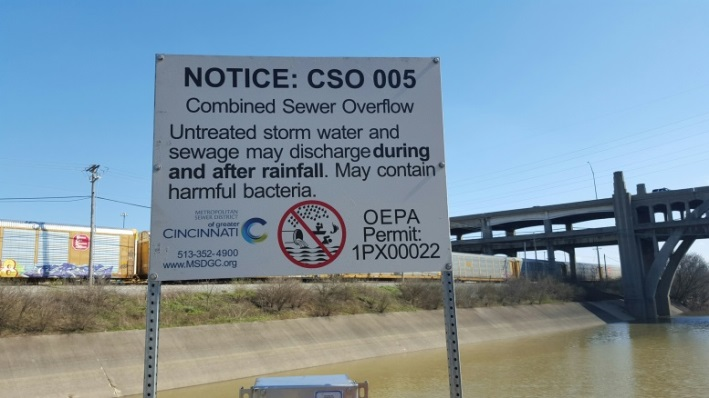 NOTICE: CSO 005
Combined Sewer Overflow
Untreated storm water and
sewage may discharge during
and after rainfall. May contain
harmful bacteria.
METROPOLITAN
SEWER DISTRICT
of greater
CINCINNATI
513-352-4900
www.MSDGC.org
OEPA
Permit:
1PX00022